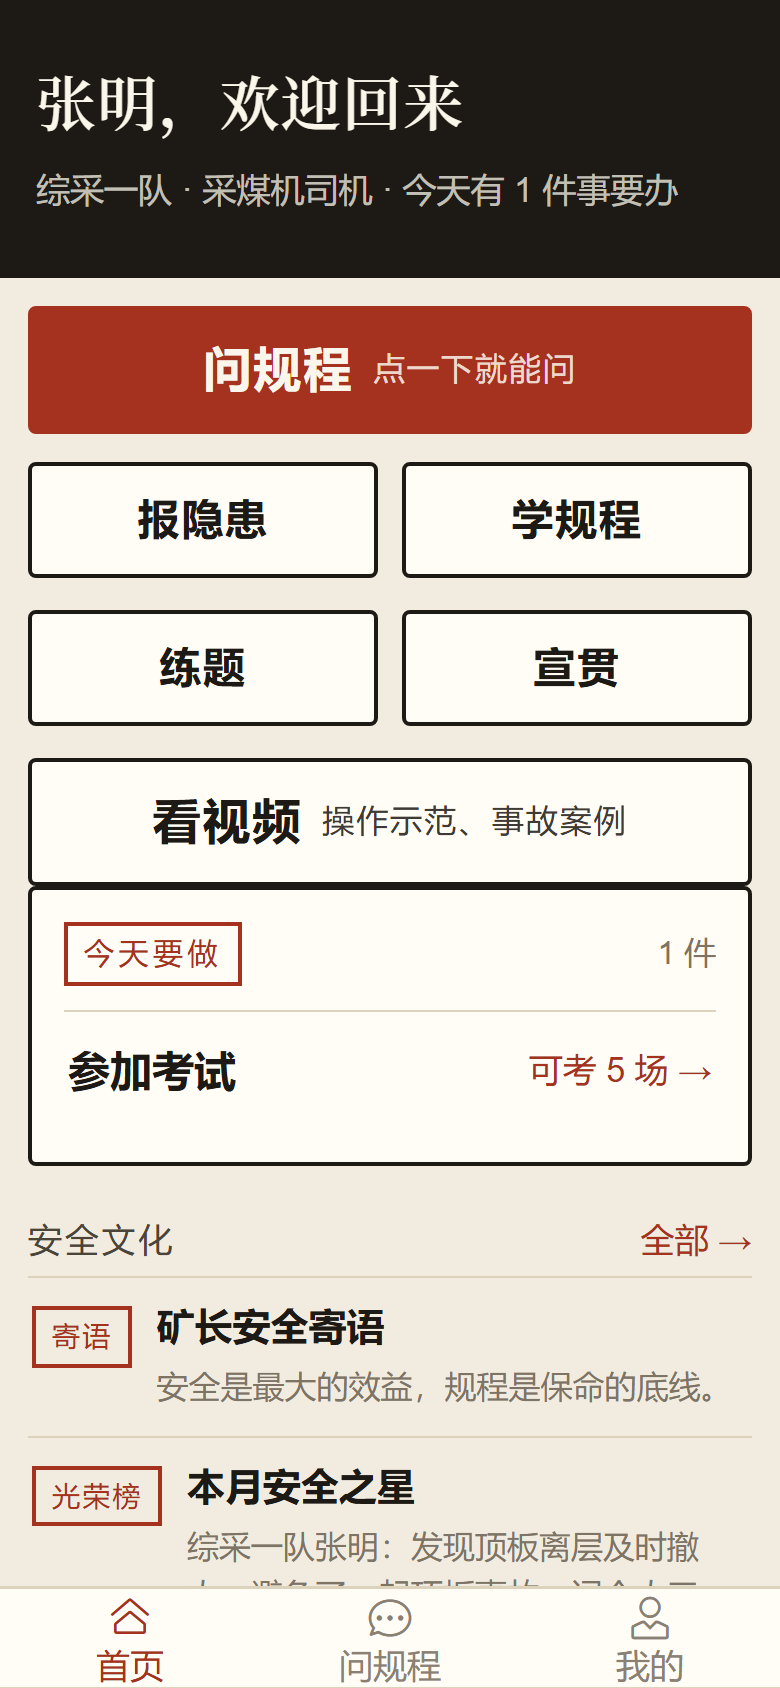 张明，欢迎回来
综采一队 · 采煤机司机 · 今天有 1 件事要办
问规程 点一下就能问
报隐患 学规程
练题 宣贯
看视频 操作示范、事故案例
今天要做 1 件
参加考试 可考 5 场 →
安全文化 全部 →
寄语 矿长安全寄语
安全是最大的效益，规程是保命的底线。
光荣榜 本月安全之星
综采一队张明：发现顶板离层及时撤
首页 问规程 我的